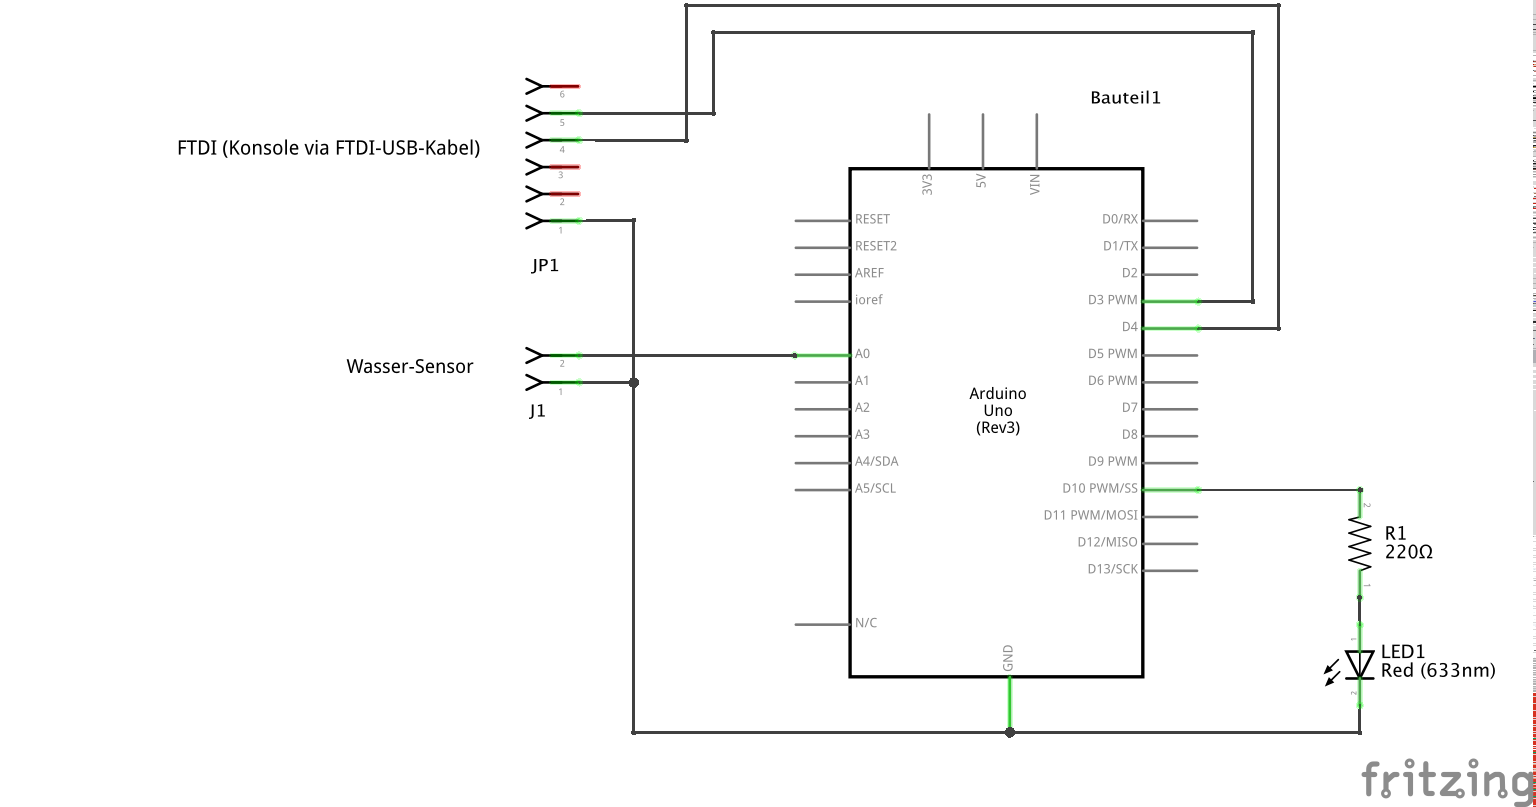 Bauteil1
6
5
FTDI (Konsole via FTDI-USB-Kabel)
4
3
2
1
JP1
3V3
5V
VIN
RESET
RESET2
AREF
ioref
A0
A1
A2
A3
A4/SDA
A5/SCL
N/C
D0/RX
D1/TX
D2
D3 PWM
D4
D5 PWM
D6 PWM
D7
D8
D9 PWM
D10 PWM/SS
D11 PWM/MOSI
D12/MISO
D13/SCK
Arduino
Uno
(Rev3)
GND
Wasser-Sensor
2
1
J1
2
R1
220Ω
1
1
LED1
Red (633nm)
2
fritzing